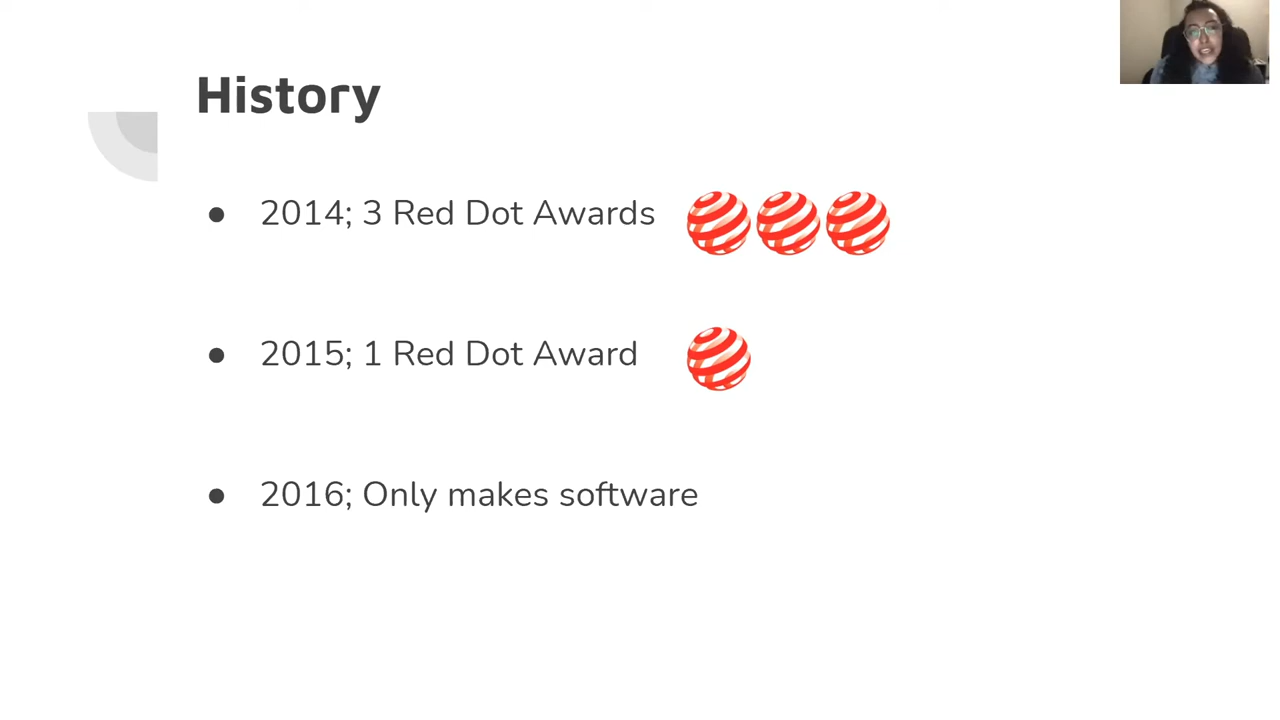 History
● 2014; 3 Red Dot Awards
● 2015; 1 Red Dot Award
● 2016; Only makes software